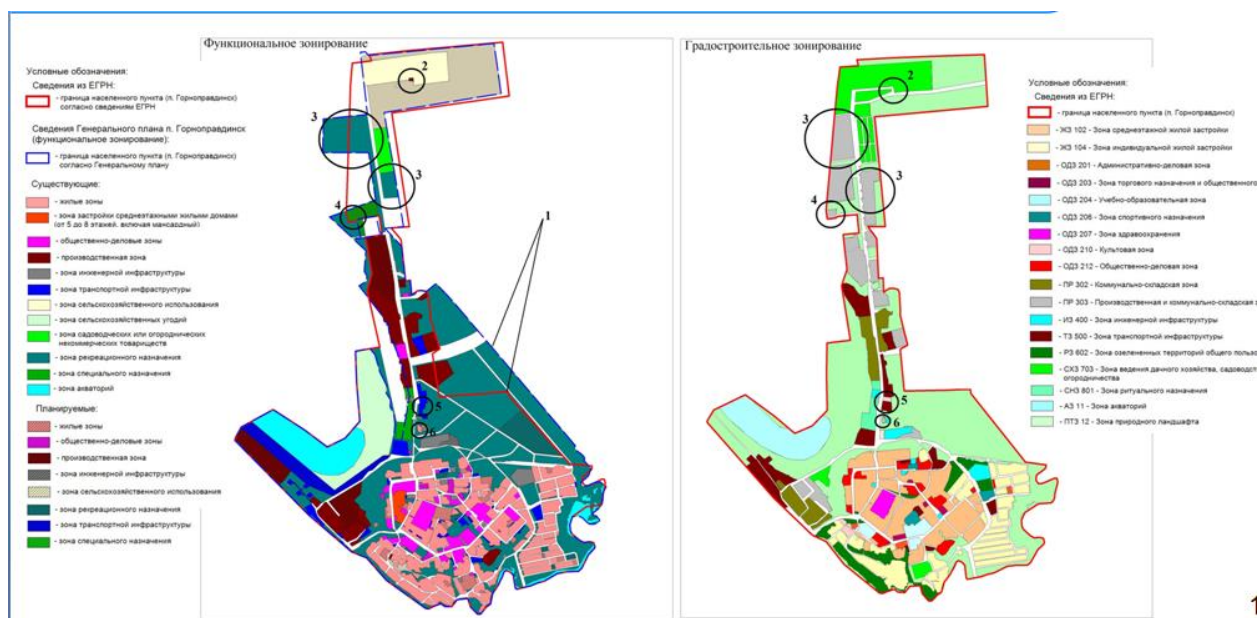 Функциональное зонирование
Условные обозначения:
Сведения из ЕГРН:
- граница населенного пункта (п. Горноправдинск)
согласно сведениям ЕГРН
Сведения Генерального плана п. Горноправдинск
(функциональное зонирование):
- граница населенного пункта (п. Горноправдинск)
согласно Генеральному плану
Существующие:
- жилые зоны
- зона застройки среднеэтажными жилыми домами
(от 5 до 8 этажей, включая мансардный)
- общественно-деловые зоны
- производственная зона
- зона инженерной инфраструктуры
- зона транспортной инфраструктуры
- зона сельскохозяйственного использования
- зона сельскохозяйственных угодий
- зона садоводческих или огороднических
некоммерческих товариществ
- зона рекреационного назначения
- зона специального назначения
- зона акваторий
Планируемые:
- жилые зоны
- общественно-деловые зоны
- производственная зона
- зона инженерной инфраструктуры
- зона сельскохозяйственного использования
- зона рекреационного назначения
- зона транспортной инфраструктуры
- зона специального назначения
2
3
3
4
1
5
6
Градостроительное зонирование
2
3
3
4
5
6
Условные обозначения:
Сведения из ЕГРН:
- граница населенного пункта (п. Горноправдинск)
- ЖЗ 102 - Зона среднеэтажной жилой застройки
- ЖЗ 104 - Зона индивидуальной жилой застройки
- ОДЗ 201 - Административно-деловая зона
- ОДЗ 203 - Зона торгового назначения и общественного
- ОДЗ 204 - Учебно-образовательная зона
- ОДЗ 206 - Зона спортивного назначения
- ОДЗ 207 - Зона здравоохранения
- ОДЗ 210 - Культовая зона
- ОДЗ 212 - Общественно-деловая зона
- ПР 302 - Коммунально-складская зона
- ПР 303 - Производственная и коммунально-складская з
- ИЗ 400 - Зона инженерной инфраструктуры
- ТЗ 500 - Зона транспортной инфраструктуры
- РЗ 602 - Зона озелененных территорий общего пользо
- СХЗ 703 - Зона ведения дачного хозяйства, садоводст
огородничества
- СНЗ 801 - Зона ритуального назначения
- АЗ 11 - Зона акваторий
- ПТЗ 12 - Зона природного ландшафта
1